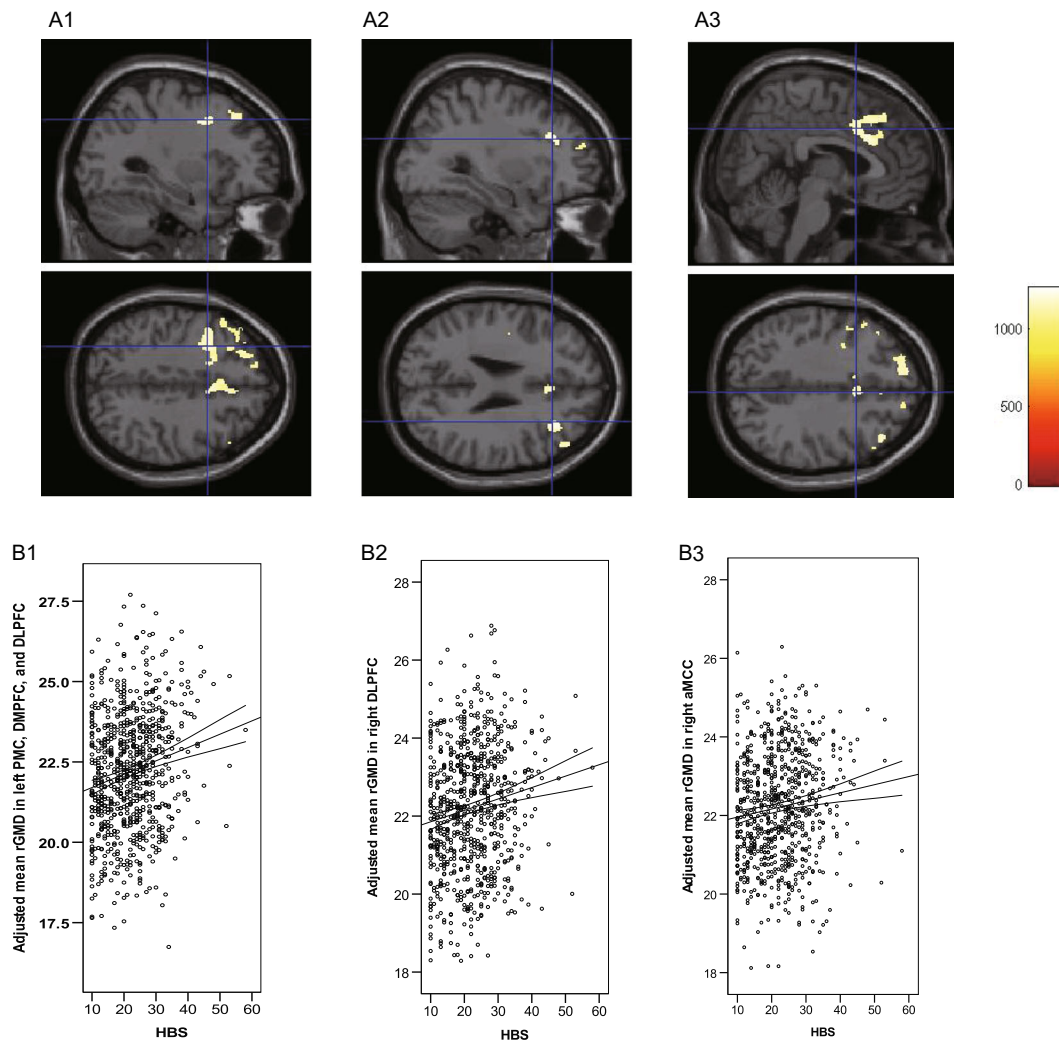 A1
A2
A3
1000
500
0
B1
B2
B3
Adjusted mean rGMD in left PMC, DMPFC, and DLPFC
27.5
25.0
22.5
20.0
17.5
10 20 30 40 50 60
HBS
Adjusted mean rGMD in right DLPFC
28
26
24
22
20
18
10 20 30 40 50 60
HBS
Adjusted mean rGMD in right aMCC
28
26
24
22
20
18
10 20 30 40 50 60
HBS